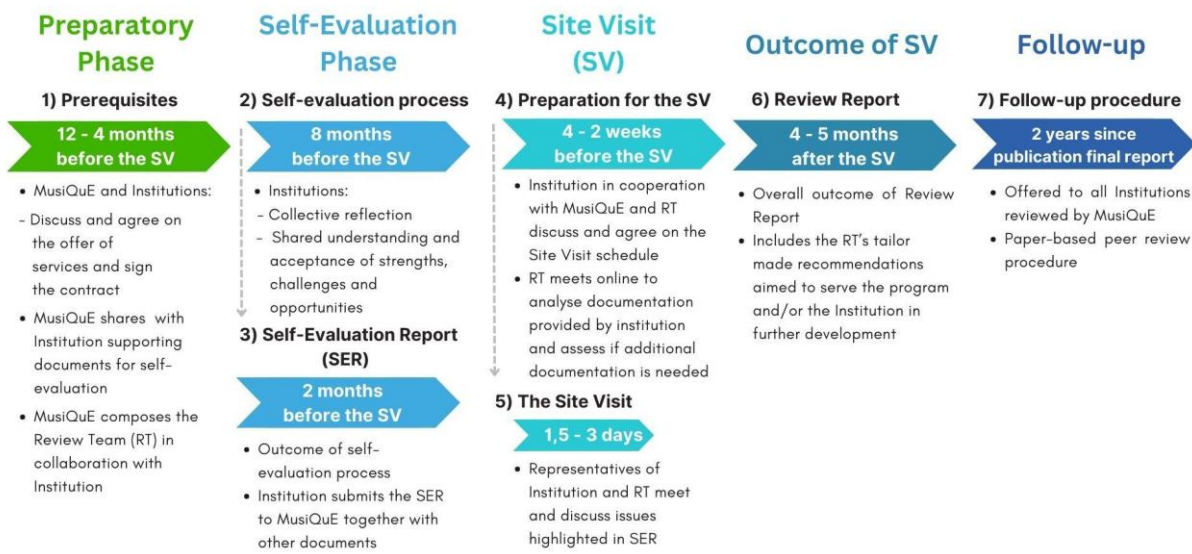 Preparatory
Phase
1) Prerequisites
12 - 4 months
before the SV
• MusiQuE and Institutions:
- Discuss and agree on
the offer of
services and sign
the contract
• MusiQuE shares with
Institution supporting
documents for self-
evaluation
• MusiQuE composes the
Review Team (RT) in
collaboration with
Institution
Self-Evaluation
Phase
2) Self-evaluation process
8 months
before the SV
• Institutions:
- Collective reflection
- Shared understanding and
acceptance of strengths,
challenges and
opportunities
3) Self-Evaluation Report
(SER)
2 months
before the SV
• Outcome of self-
evaluation process
• Institution submits the SER
to MusiQuE together with
other documents
Site Visit
(SV)
4) Preparation for the SV
4 - 2 weeks
before the SV
• Institution in cooperation
with MusiQuE and RT
discuss and agree on the
Site Visit schedule
• RT meets online to
analyse documentation
provided by institution
and assess if additional
documentation is needed
5) The Site Visit
1,5 - 3 days
• Representatives of
Institution and RT meet
and discuss issues
highlighted in SER
Outcome of SV
6) Review Report
4 - 5 months
after the SV
• Overall outcome of Review
Report
• Includes the RT's tailor
made recommendations
aimed to serve the program
and/or the Institution in
further development
Follow-up
7) Follow-up procedure
2 years since
publication final report
• Offered to all Institutions
reviewed by MusiQuE
• Paper-based peer review
procedure